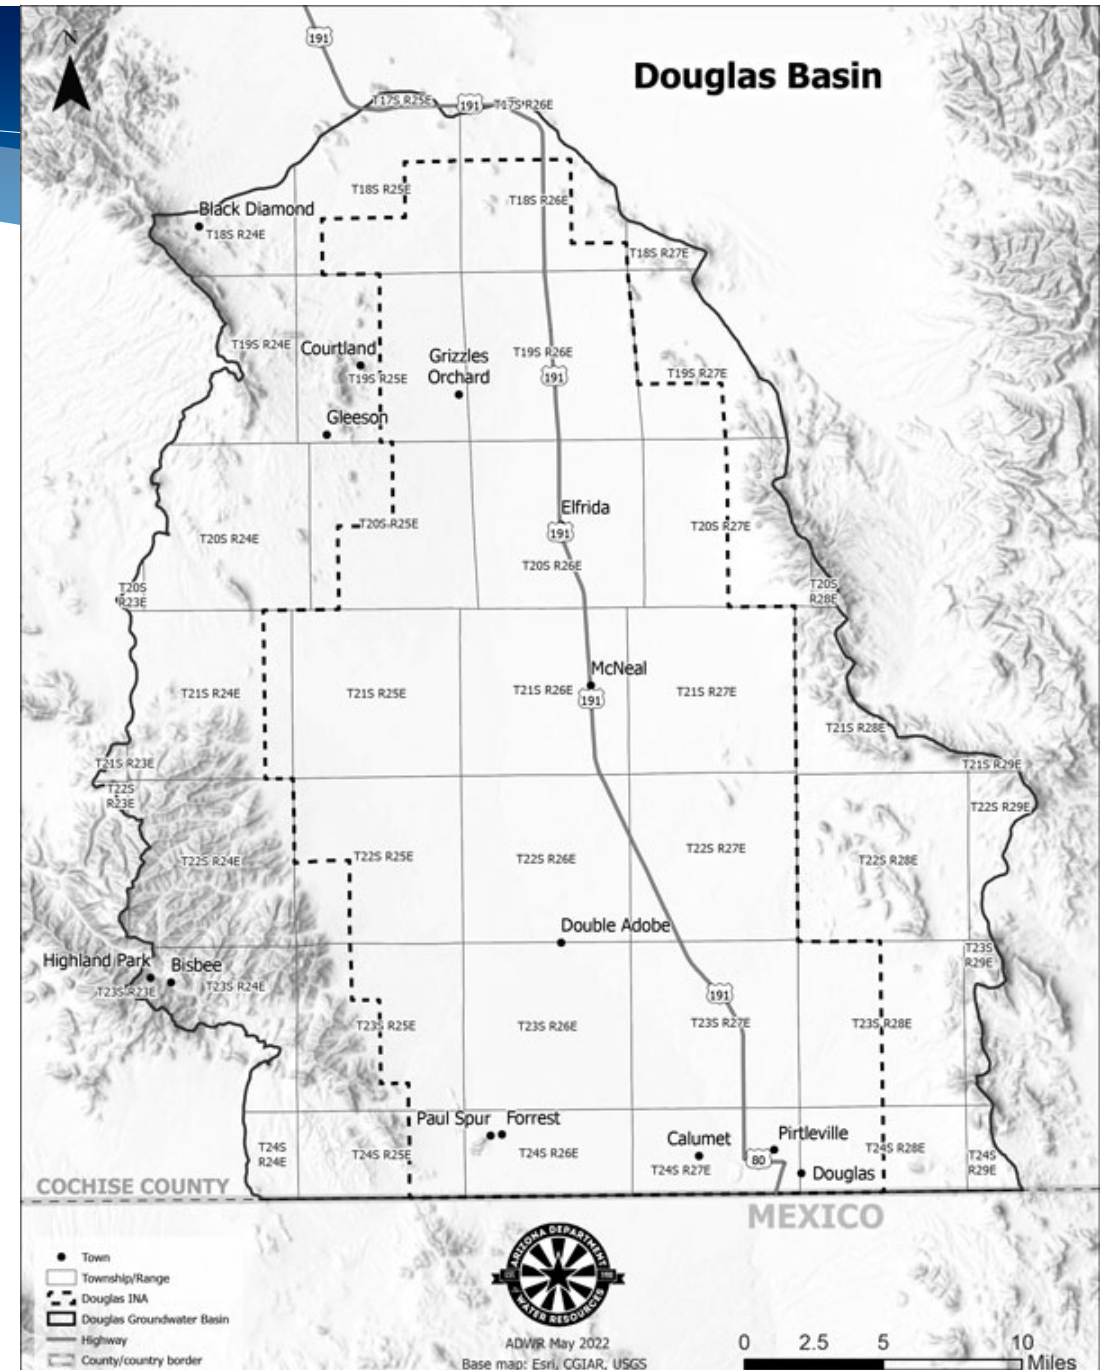 191
N
Douglas Basin
T17S R25E
191
T17S R26E
T18S R25E
T18S R26E
Black Diamond
T18S R24E
T18S R27E
T19S R24E
Courtland
T19S R25E
Grizzles
Orchard
T19S R26E
191
T19S R27E
Gleeson
Elfrida
191
T20S R24E
T20S R25E
T20S R26E
T20S R27E
T20S
R23E
T20S
R28E
McNeal
191
T21S R24E
T21S R25E
T21S R26E
T21S R27E
T21S R28E
T21S R23E
T21S R29E
T22S
R23E
T22S R29E
T22S R24E
T22S R25E
T22S R26E
T22S R27E
T22S R28E
Double Adobe
Highland Park
Bisbee
T23S R23E
T23S R24E
T23S
R29E
191
T23S R25E
T23S R26E
T23S R27E
T23S R28E
Paul Spur
Forrest
Calumet
Pirtleville
80
Douglas
T24S
R24E
T24S R25E
T24S R26E
T24S R27E
T24S R28E
T24S
R29E
COCHISE COUNTY
MEXICO
Town
Township/Range
Douglas INA
Douglas Groundwater Basin
Highway
County/country border
ARIZONA DEPARTMENT
OF WATER RESOURCES
EST. 1980
ADWR May 2022
Base map: Esri, CGIAR, USGS
0 2.5 5 10
Miles